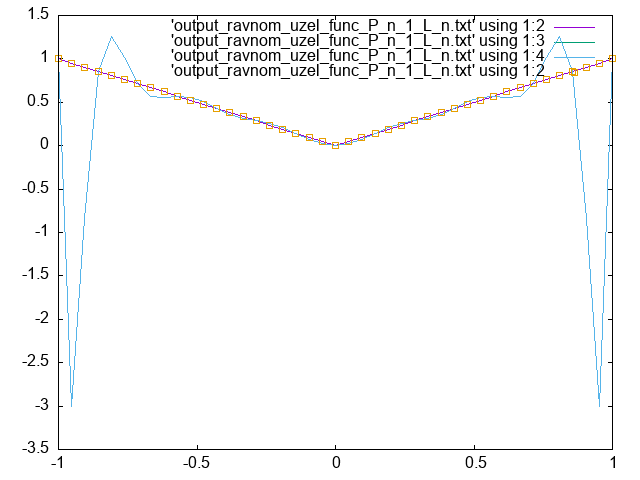 1.5
'output_ravnom_uzel_func_P_n_1_L_n.txt' using 1:2
'output_ravnom_uzel_func_P_n_1_L_n.txt' using 1:3
'output_ravnom_uzel_func_P_n_1_L_n.txt' using 1:4
'output_ravnom_uzel_func_P_n_1_L_n.txt' using 1:2
1
0.5
0
-0.5
-1
-1.5
-2
-2.5
-3
-3.5
-1 -0.5 0 0.5 1